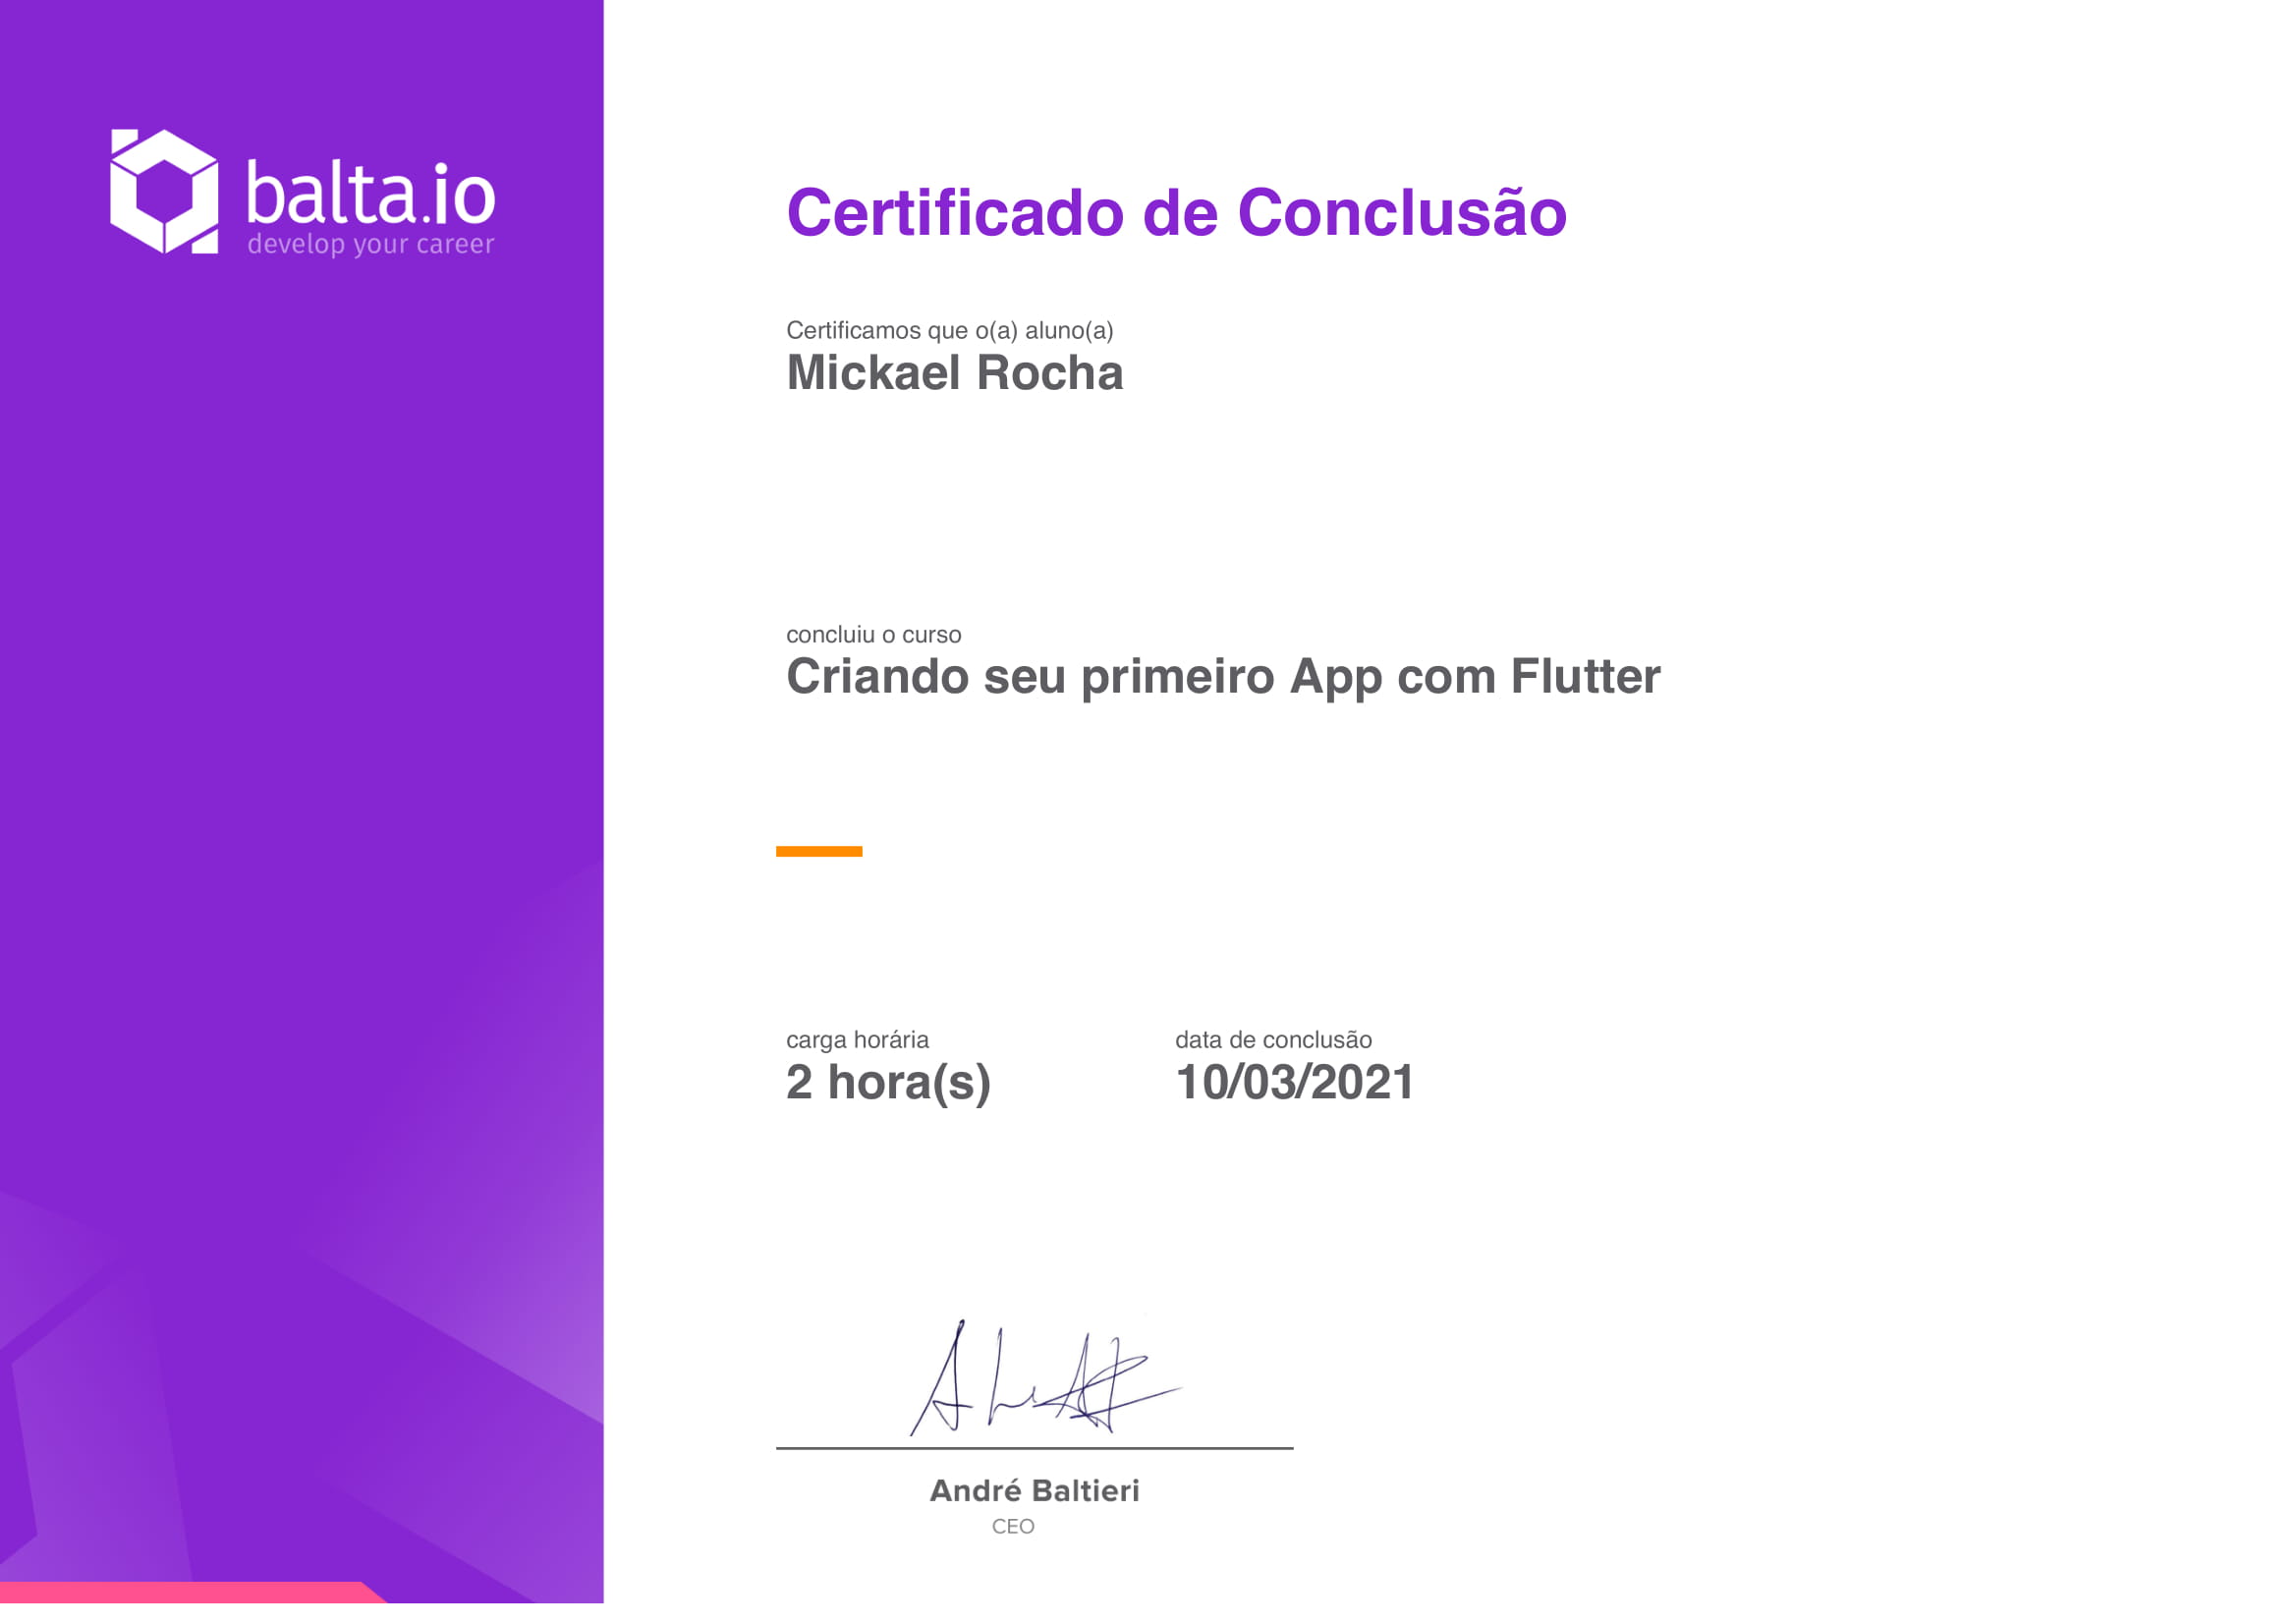 balta.io
develop your career
Certificado de Conclusão
Certificamos que o(a) aluno(a)
Mickael Rocha
concluiu o curso
Criando seu primeiro App com Flutter
carga horária
2 hora(s)
data de conclusão
10/03/2021
André Baltieri
CEO